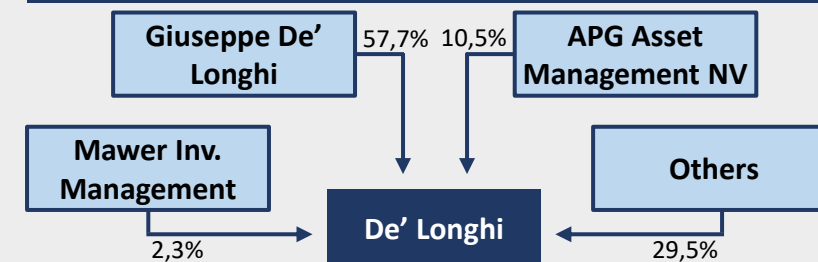 Giuseppe De’
Longhi
57,7%
10,5%
APG Asset
Management NV
Mawer Inv.
Management
De’ Longhi
Others
2,3%
29,5%